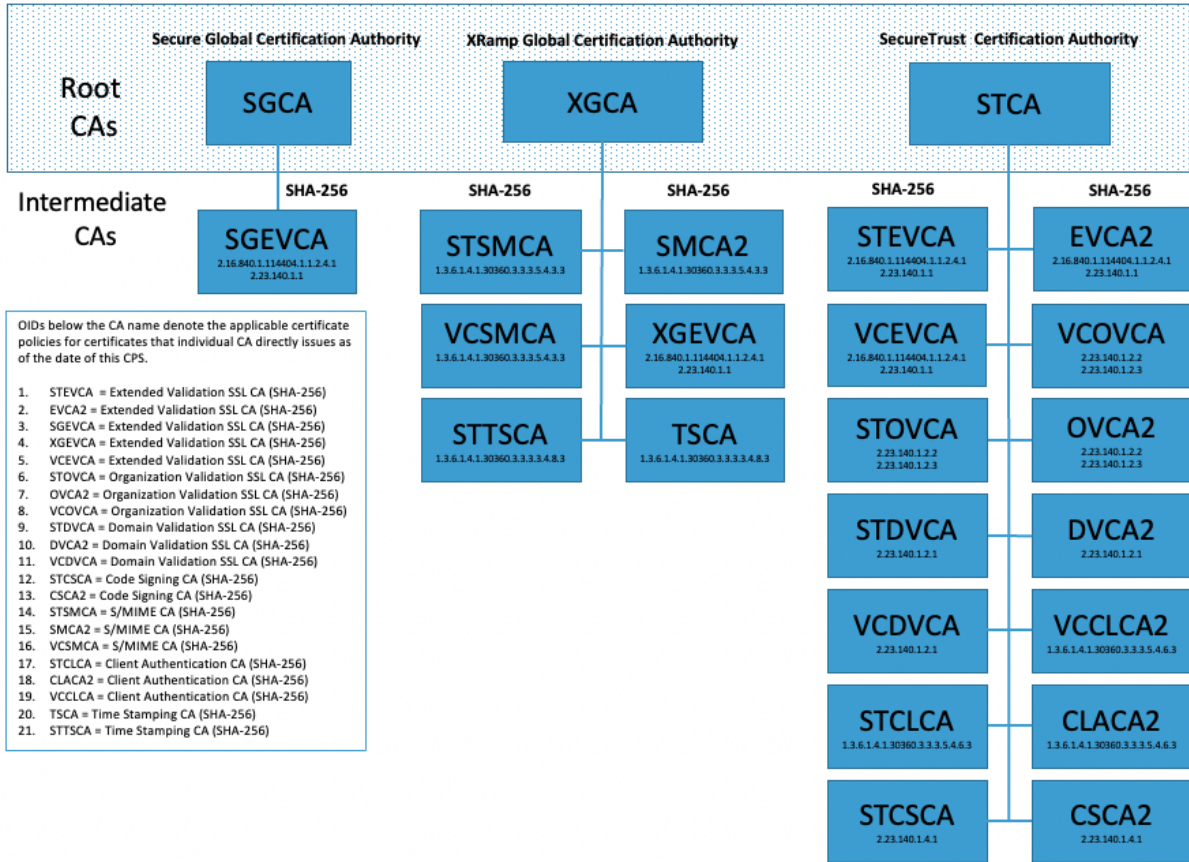 Secure Global Certification Authority
XRamp Global Certification Authority
SecureTrust Certification Authority
Root
CAs
SGCA
XGCA
STCA
Intermediate
CAs
SHA-256
SGEVCA
2.16.840.1.114404.1.1.2.4.1
2.23.140.1.1
SHA-256
SHA-256
STSMCA
1.3.6.1.4.1.30360.3.3.3.5.4.3.3
SMCA2
1.3.6.1.4.1.30360.3.3.3.5.4.3.3
VCSMCA
1.3.6.1.4.1.30360.3.3.3.5.4.3.3
XGEVCA
2.16.840.1.114404.1.1.2.4.1
2.23.140.1.1
STTSCA
1.3.6.1.4.1.30360.3.3.3.3.4.8.3
TSCA
1.3.6.1.4.1.30360.3.3.3.3.4.8.3
SHA-256
SHA-256
STEVCA
2.16.840.1.114404.1.1.2.4.1
2.23.140.1.1
EVCA2
2.16.840.1.114404.1.1.2.4.1
2.23.140.1.1
VCEVCA
2.16.840.1.114404.1.1.2.4.1
2.23.140.1.1
VCOVCA
2.23.140.1.2.2
2.23.140.1.2.3
STOVCA
2.23.140.1.2.2
2.23.140.1.2.3
OVCA2
2.23.140.1.2.2
2.23.140.1.2.3
STDVCA
2.23.140.1.2.1
DVCA2
2.23.140.1.2.1
VCDVCA
2.23.140.1.2.1
VCCLCA2
1.3.6.1.4.1.30360.3.3.3.5.4.6.3
STCLCA
1.3.6.1.4.1.30360.3.3.3.5.4.6.3
CLACA2
1.3.6.1.4.1.30360.3.3.3.5.4.6.3
STCSCA
2.23.140.1.4.1
CSCA2
2.23.140.1.4.1
OIDs below the CA name denote the applicable certificate
policies for certificates that individual CA directly issues as
of the date of this CPS.
1. STEVCA = Extended Validation SSL CA (SHA-256)
2. EVCA2 = Extended Validation SSL CA (SHA-256)
3. SGEVCA = Extended Validation SSL CA (SHA-256)
4. XGEVCA = Extended Validation SSL CA (SHA-256)
5. VCEVCA = Extended Validation SSL CA (SHA-256)
6. STOVCA = Organization Validation SSL CA (SHA-256)
7. OVCA2 = Organization Validation SSL CA (SHA-256)
8. VCOVCA = Organization Validation SSL CA (SHA-256)
9. STDVCA = Domain Validation SSL CA (SHA-256)
10. DVCA2 = Domain Validation SSL CA (SHA-256)
11. VCDVCA = Domain Validation SSL CA (SHA-256)
12. STCSCA = Code Signing CA (SHA-256)
13. CSCA2 = Code Signing CA (SHA-256)
14. STSMCA = S/MIME CA (SHA-256)
15. SMCA2 = S/MIME CA (SHA-256)
16. VCSMCA = S/MIME CA (SHA-256)
17. STCLCA = Client Authentication CA (SHA-256)
18. CLACA2 = Client Authentication CA (SHA-256)
19. VCCLCA = Client Authentication CA (SHA-256)
20. TSCA = Time Stamping CA (SHA-256)
21. STTSCA = Time Stamping CA (SHA-256)